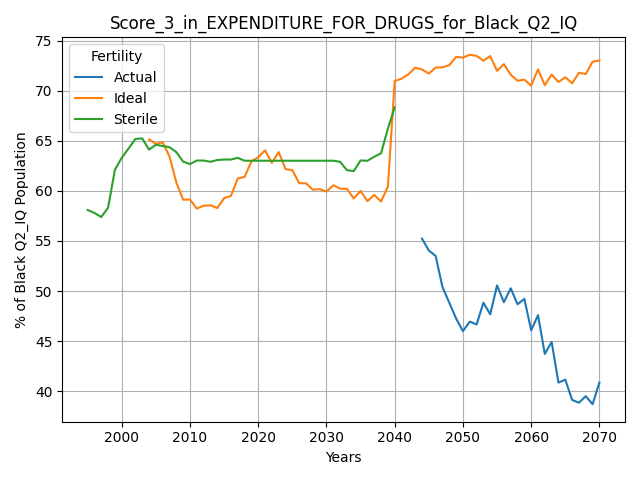 Score_3_in_EXPENDITURE_FOR_DRUGS_for_Black_Q2_IQ
Fertility
Actual
Ideal
Sterile
% of Black Q2_IQ Population
75
70
65
60
55
50
45
40
2000 2010 2020 2030 2040 2050 2060 2070
Years